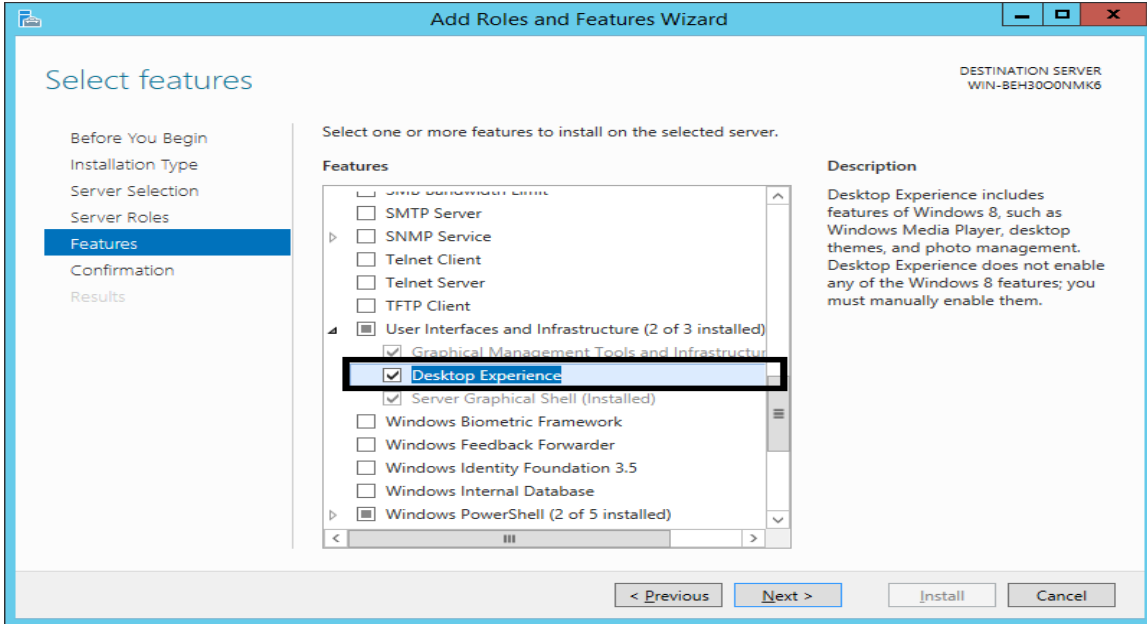 Add Roles and Features Wizard
Select features
DESTINATION SERVER
WIN-BEH30O0NMK6
Before You Begin
Installation Type
Server Selection
Server Roles
Features
Confirmation
Results
Select one or more features to install on the selected server.
Features
SMB Bandwidth Limit
SMTP Server
SNMP Service
Telnet Client
Telnet Server
TFTP Client
User Interfaces and Infrastructure (2 of 3 installed)
Graphical Management Tools and Infrastructur
Desktop Experience
Server Graphical Shell (Installed)
Windows Biometric Framework
Windows Feedback Forwarder
Windows Identity Foundation 3.5
Windows Internal Database
Windows PowerShell (2 of 5 installed)
Description
Desktop Experience includes
features of Windows 8, such as
Windows Media Player, desktop
themes, and photo management.
Desktop Experience does not enable
any of the Windows 8 features; you
must manually enable them.
< Previous
Next >
Install
Cancel